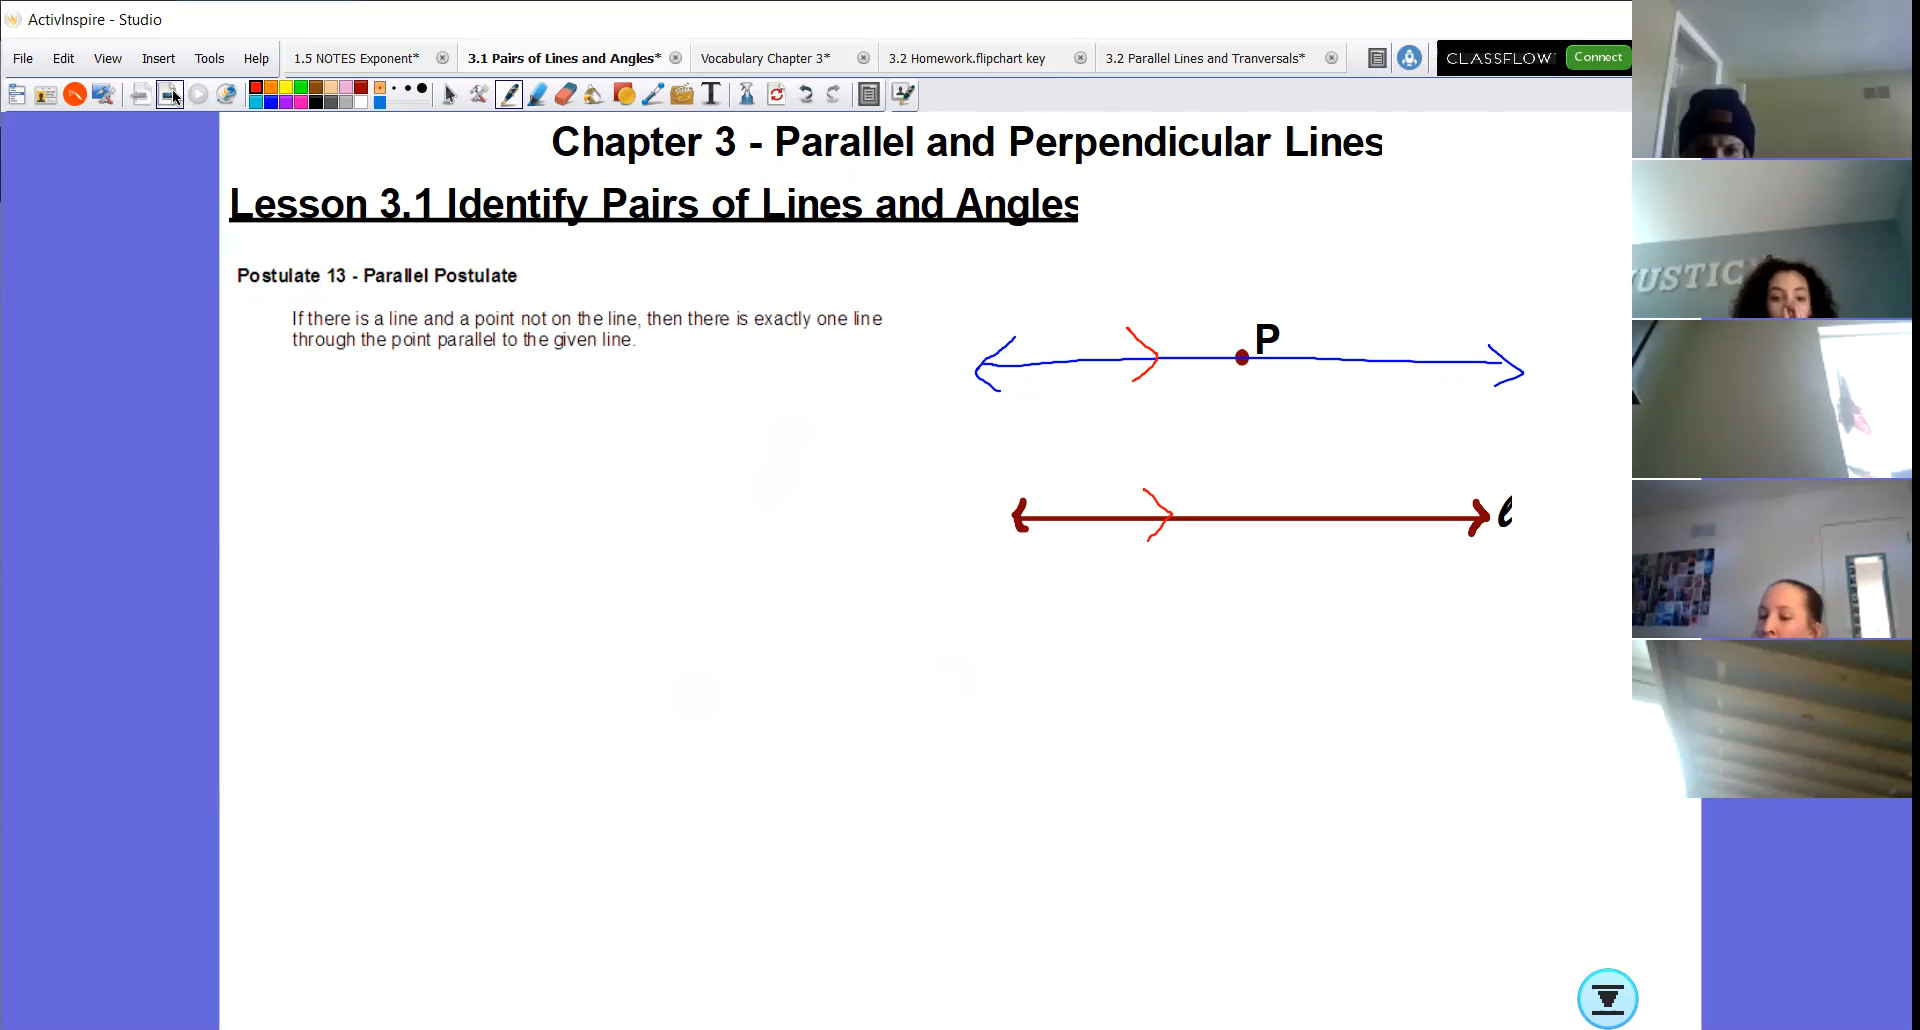 ActivInspire - Studio
File Edit View Insert Tools Help
1.5 NOTES Exponent* 3.1 Pairs of Lines and Angles* Vocabulary Chapter 3* 3.2 Homework.flipchart key 3.2 Parallel Lines and Tranversals*
CLASSFLOW Connect
Chapter 3 - Parallel and Perpendicular Lines
Lesson 3.1 Identify Pairs of Lines and Angles
Postulate 13 - Parallel Postulate
If there is a line and a point not on the line, then there is exactly one line
through the point parallel to the given line.
P
ℓ
USTIC